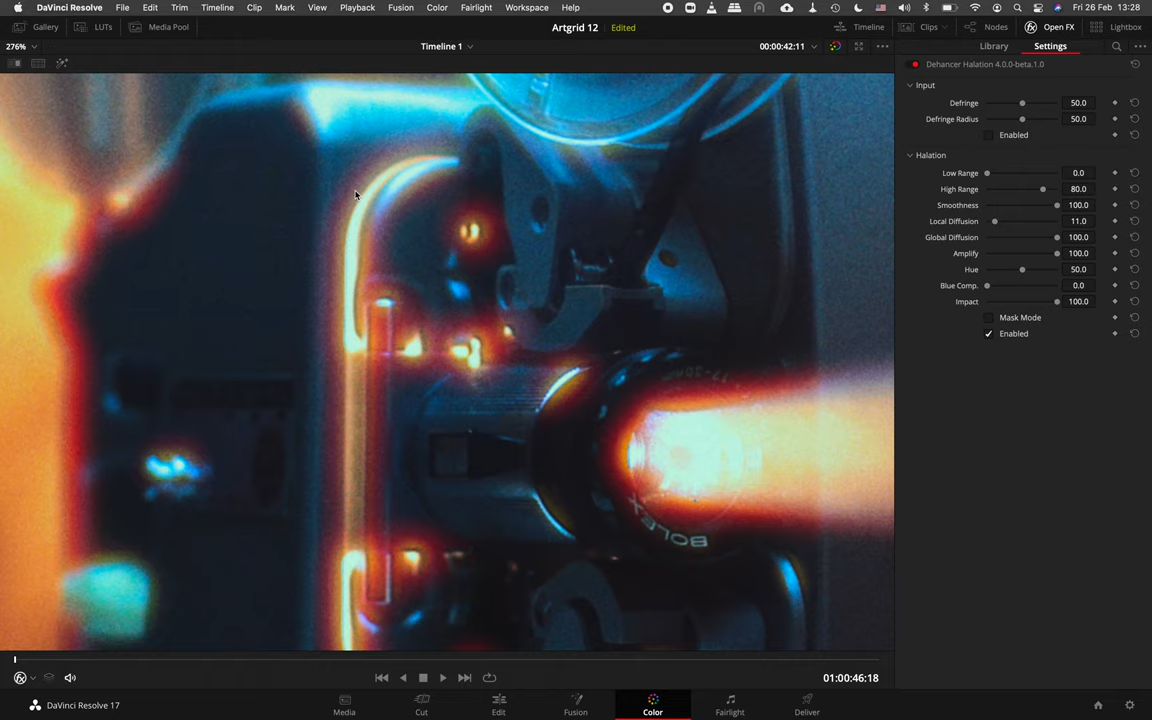 DaVinci Resolve File Edit Trim Timeline Clip Mark View Playback Color Fusion Fairlight Workspace Help Fri 26 Feb 13:28
Gallery LUTs Media Pool Artgrid 12 Edited Timeline Clips Nodes Open FX Lightbox
276% Timeline 1 00:00:42:11 Library Settings
Dehancer Halation 4.0.0-beta.1.0
Input
Defringe 50.0
Defringe Radius 50.0
Enabled
Halation
Low Range 0.0
High Range 80.0
Smoothness 100.0
Local Diffusion 11.0
Global Diffusion 100.0
Amplify 100.0
Hue 50.0
Blue Comp. 0.0
Impact 100.0
Mask Mode
Enabled
BOLEX
01:00:46:18
DaVinci Resolve 17 Media Cut Edit Fusion Color Fairlight Deliver